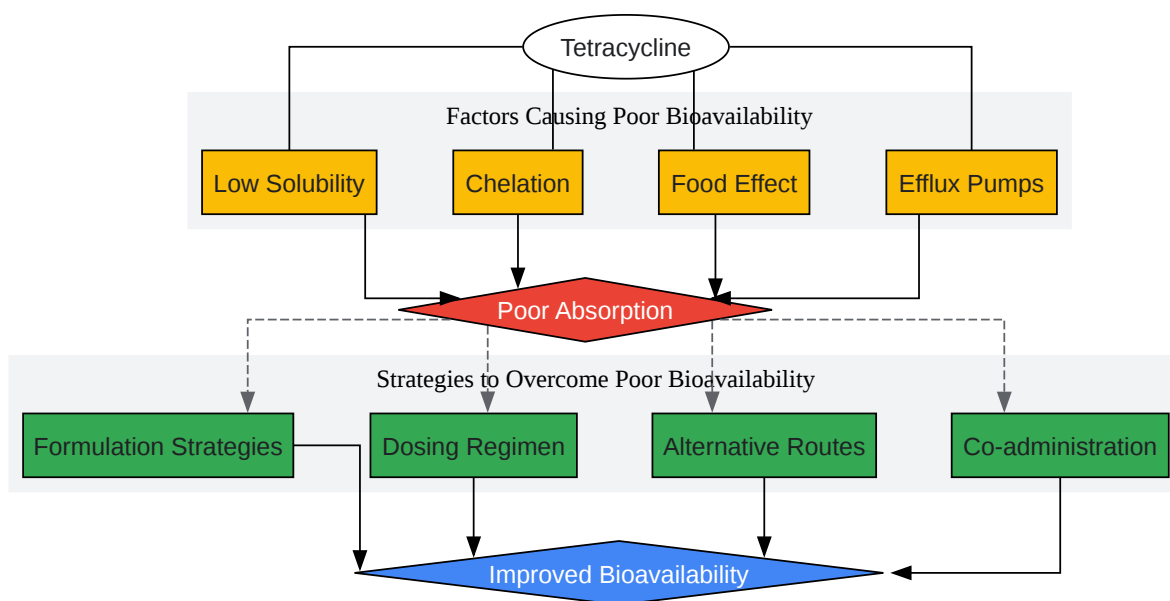 Tetracycline
Factors Causing Poor Bioavailability
Low Solubility
Chelation
Food Effect
Efflux Pumps
Poor Absorption
Strategies to Overcome Poor Bioavailability
Formulation Strategies
Dosing Regimen
Alternative Routes
Co-administration
Improved Bioavailability